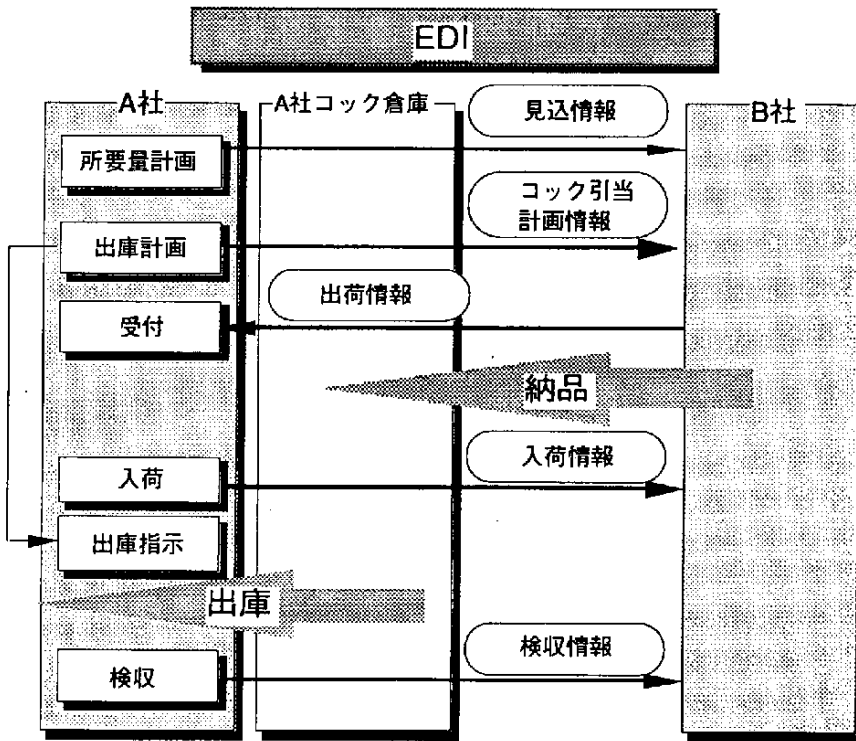 EDI
A社
A社コック倉庫
B社
見込情報
所要量計画
コック引当
計画情報
出庫計画
出荷情報
受付
納品
入荷情報
入荷
出庫指示
出庫
検収情報
検収